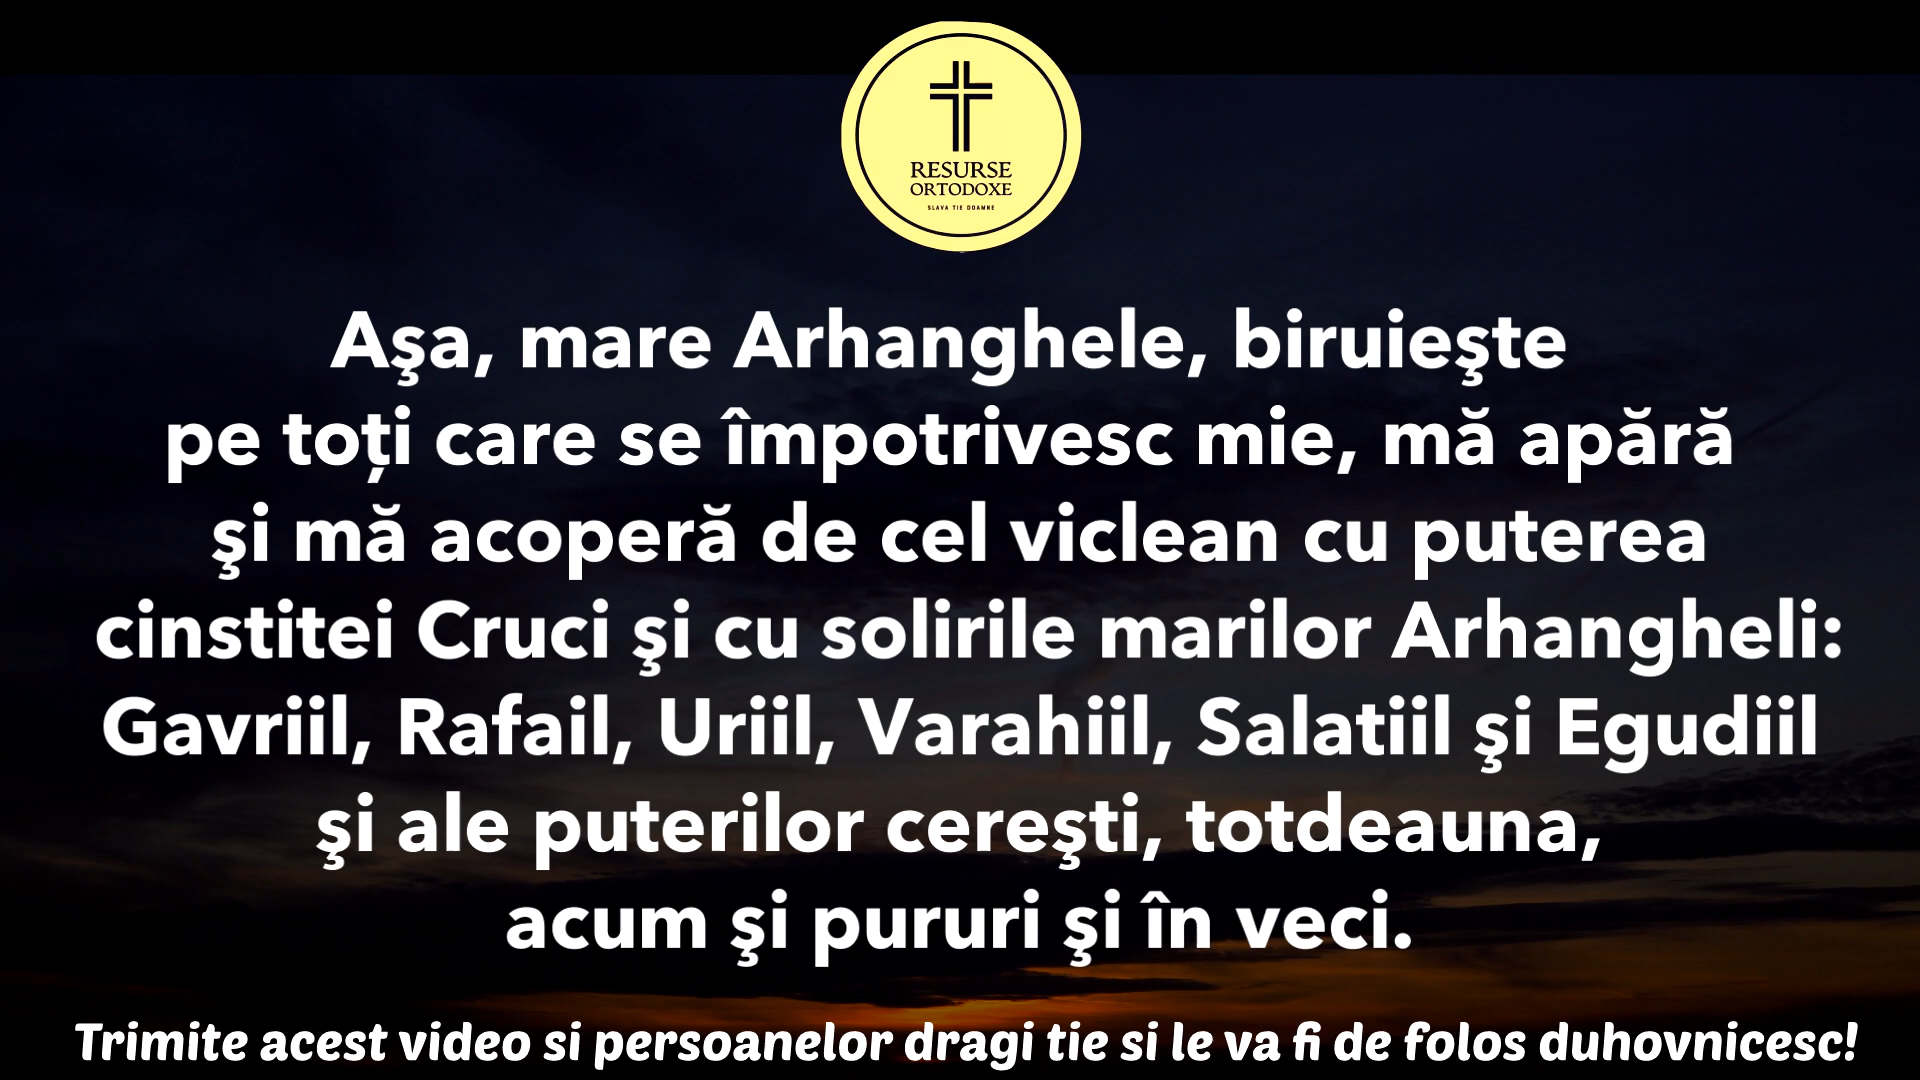 RESURSE
ORTODOXE
SLAVA TIE DOAMNE
Aşa, mare Arhanghele, biruieşte
pe toți care se împotrivesc mie, mă apără
şi mă acoperă de cel viclean cu puterea
cinstitei Cruci şi cu solirile marilor Arhangheli:
Gavriil, Rafail, Uriil, Varahiil, Salatiil şi Egudiil
şi ale puterilor cereşti, totdeauna,
acum şi pururi şi în veci.
Trimite acest video si persoanelor dragi tie si le va fi de folos duhovnicesc!